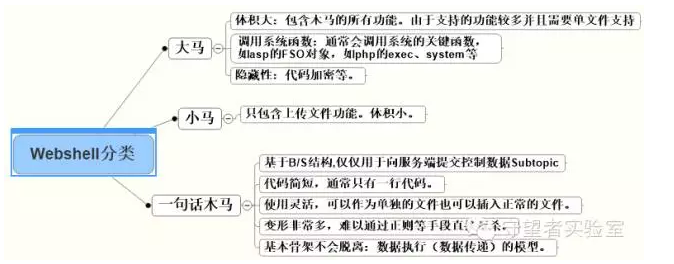 体积大：包含木马的所有功能。由于支持的功能较多并且需要单文件支持
大马
调用系统函数：通常会调用系统的关键函数，
如lasp的FSO对象，如lphp的exec、system等
隐藏性：代码加密等。
小马
只包含上传文件功能。体积小。
Webshell分类
基于B/S结构,仅仅用于向服务端提交控制数据Subtopic
代码简短，通常只有一行代码。
一句话木马
使用灵活，可以作为单独的文件也可以插入正常的文件。
变形非常多，难以通过正则等手段直 杀。
守望者实验室
基本骨架不会脱离：数据执行（数据传递）的模型。